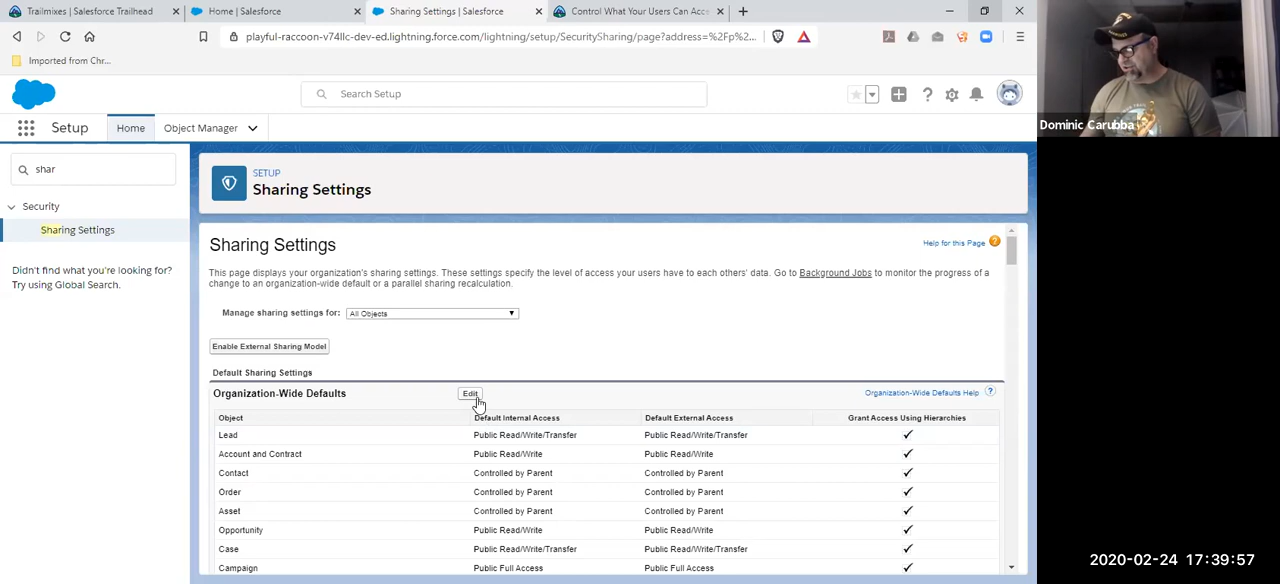 Trailmixes | Salesforce Trailhead
Home | Salesforce
Sharing Settings | Salesforce
Control What Your Users Can Acce
playful-raccoon-v74llc-dev-ed.lightning.force.com/lightning/setup/SecuritySharing/page?address=%2Fp%2...
Imported from Chr...
Search Setup
Setup
Home
Object Manager
shar
Security
Sharing Settings
Didn't find what you're looking for?
Try using Global Search.
SETUP
Sharing Settings
Sharing Settings
Help for this Page
This page displays your organization's sharing settings. These settings specify the level of access your users have to each others' data. Go to Background Jobs to monitor the progress of a
change to an organization-wide default or a parallel sharing recalculation.
Manage sharing settings for: All Objects
Enable External Sharing Model
Default Sharing Settings
Organization-Wide Defaults Edit Organization-Wide Defaults Help ?
Object Default Internal Access Default External Access Grant Access Using Hierarchies
Lead Public Read/Write/Transfer Public Read/Write/Transfer
Account and Contract Public Read/Write Public Read/Write
Contact Controlled by Parent Controlled by Parent
Order Controlled by Parent Controlled by Parent
Asset Controlled by Parent Controlled by Parent
Opportunity Public Read/Write Public Read/Write
Case Public Read/Write/Transfer Public Read/Write/Transfer
Campaign Public Full Access Public Full Access
Dominic Carubba
2020-02-24 17:39:57